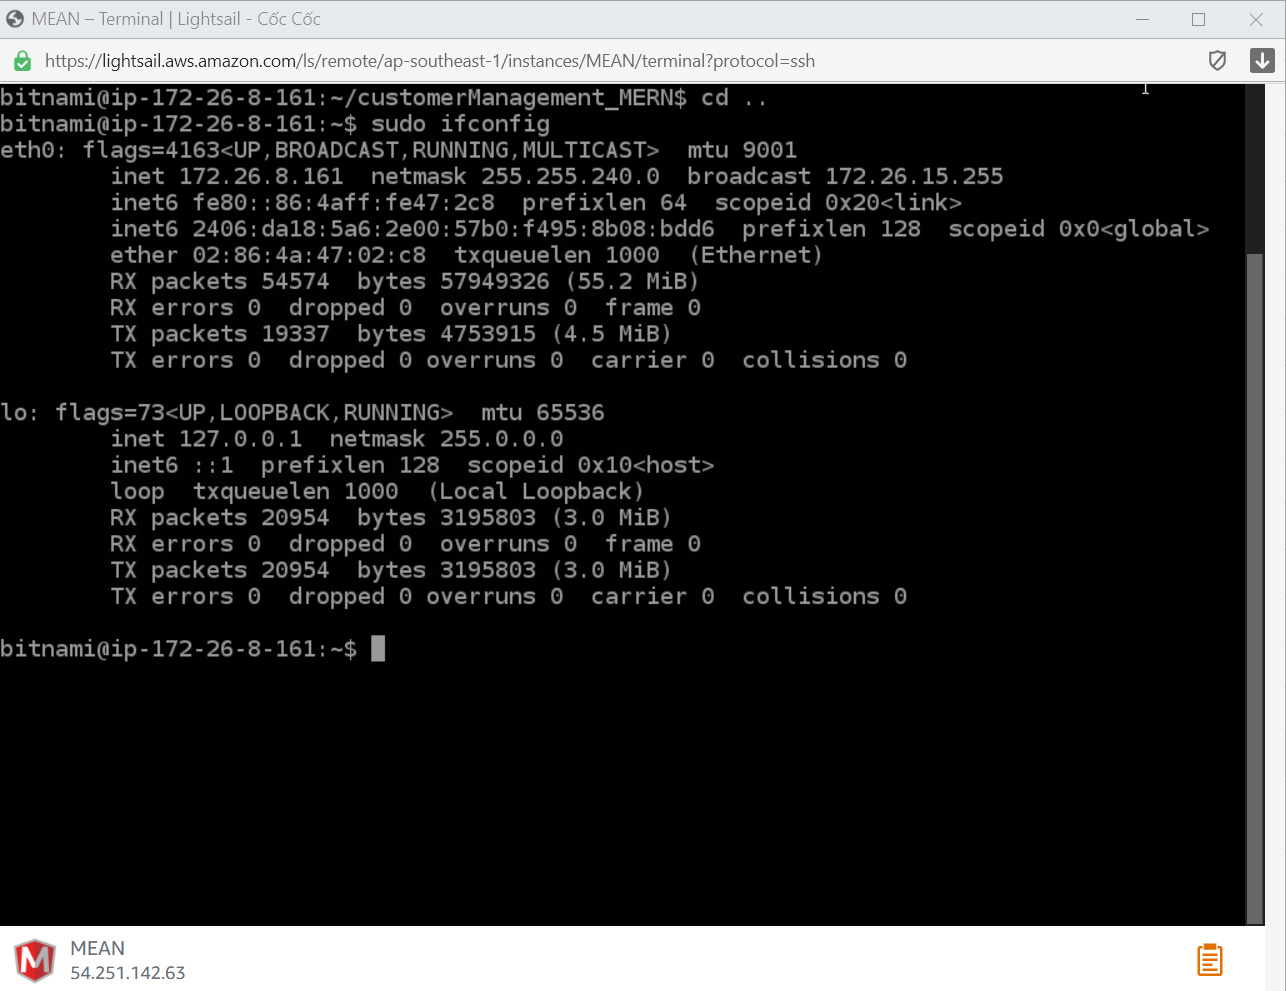 MEAN – Terminal | Lightsail - Cốc Cốc
https://lightsail.aws.amazon.com/ls/remote/ap-southeast-1/instances/MEAN/terminal?protocol=ssh
bitnami@ip-172-26-8-161:~/customerManagement_MERN$ cd ..
bitnami@ip-172-26-8-161:~$ sudo ifconfig
eth0: flags=4163<UP,BROADCAST,RUNNING,MULTICAST>  mtu 9001
        inet 172.26.8.161  netmask 255.255.240.0  broadcast 172.26.15.255
        inet6 fe80::86:4aff:fe47:2c8  prefixlen 64  scopeid 0x20<link>
        inet6 2406:da18:5a6:2e00:57b0:f495:8b08:bdd6  prefixlen 128  scopeid 0x0<global>
        ether 02:86:4a:47:02:c8  txqueuelen 1000  (Ethernet)
        RX packets 54574  bytes 57949326 (55.2 MiB)
        RX errors 0  dropped 0  overruns 0  frame 0
        TX packets 19337  bytes 4753915 (4.5 MiB)
        TX errors 0  dropped 0 overruns 0  carrier 0  collisions 0
lo: flags=73<UP,LOOPBACK,RUNNING>  mtu 65536
        inet 127.0.0.1  netmask 255.0.0.0
        inet6 ::1  prefixlen 128  scopeid 0x10<host>
        loop  txqueuelen 1000  (Local Loopback)
        RX packets 20954  bytes 3195803 (3.0 MiB)
        RX errors 0  dropped 0  overruns 0  frame 0
        TX packets 20954  bytes 3195803 (3.0 MiB)
        TX errors 0  dropped 0 overruns 0  carrier 0  collisions 0
bitnami@ip-172-26-8-161:~$
M
MEAN
54.251.142.63